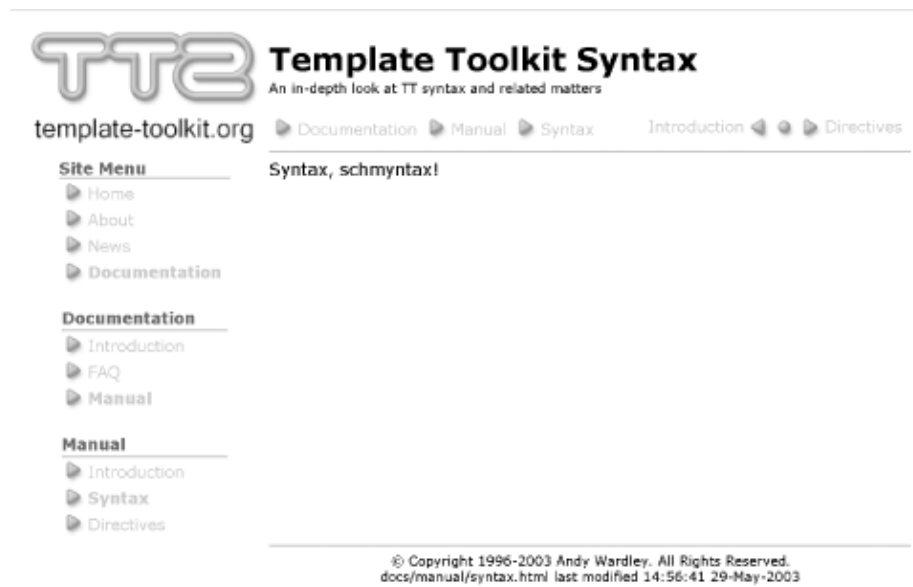 TT2
Template Toolkit Syntax
An in-depth look at TT syntax and related matters
template-toolkit.org
Documentation Manual Syntax Introduction Directives
Site Menu
Home
About
News
Documentation
Documentation
Introduction
FAQ
Manual
Manual
Introduction
Syntax
Directives
Syntax, schmyntax!
© Copyright 1996-2003 Andy Wardley. All Rights Reserved.
docs/manual/syntax.html last modified 14:56:41 29-May-2003